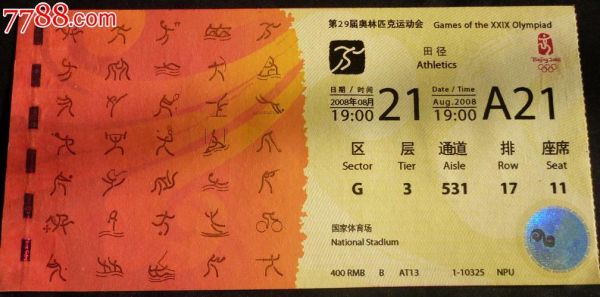 7788.com
第29届奥林匹克运动会 Games of the XXIX Olympiad
田径
Athletics
Beijing 2008
日期 / 时间 Date / Time
2008年08月 21 Aug.2008 A21
19:00 19:00
区 层 通道 排 座席
Sector Tier Aisle Row Seat
G 3 531 17 11
国家体育场
National Stadium
400 RMB B AT13 1-10325 NPU